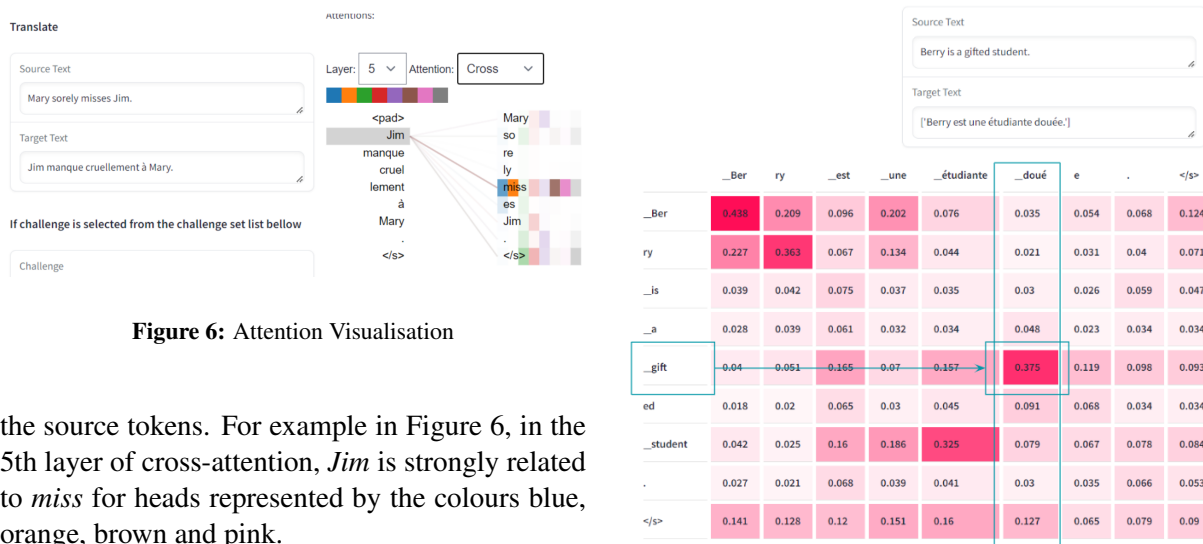 Translate
Source Text
Mary sorely misses Jim.
Target Text
Jim manque cruellement à Mary.
If challenge is selected from the challenge set list bellow
Challenge
Attentions:
Layer: 5 Attention: Cross
<pad> Mary
Jim so
manque re
cruel ly
lement miss
à es
Mary Jim
. .
</s> </s>
Figure 6: Attention Visualisation
the source tokens. For example in Figure 6, in the
5th layer of cross-attention, Jim is strongly related
to miss for heads represented by the colours blue,
orange, brown and pink.
Source Text
Berry is a gifted student.
Target Text
['Berry est une étudiante douée.']
__Ber ry __est __une __étudiante __doué e . </s>
__Ber 0.438 0.209 0.096 0.202 0.076 0.035 0.054 0.068 0.124
ry 0.227 0.363 0.067 0.134 0.044 0.021 0.031 0.04 0.071
__is 0.039 0.042 0.075 0.037 0.035 0.03 0.026 0.059 0.047
__a 0.028 0.039 0.061 0.032 0.034 0.048 0.023 0.034 0.034
__gift 0.04 0.051 0.165 0.07 0.157 0.375 0.119 0.098 0.093
ed 0.018 0.02 0.065 0.03 0.045 0.091 0.068 0.034 0.034
__student 0.042 0.025 0.16 0.186 0.325 0.079 0.067 0.078 0.084
. 0.027 0.021 0.068 0.039 0.041 0.03 0.035 0.066 0.053
</s> 0.141 0.128 0.12 0.151 0.16 0.127 0.065 0.079 0.09